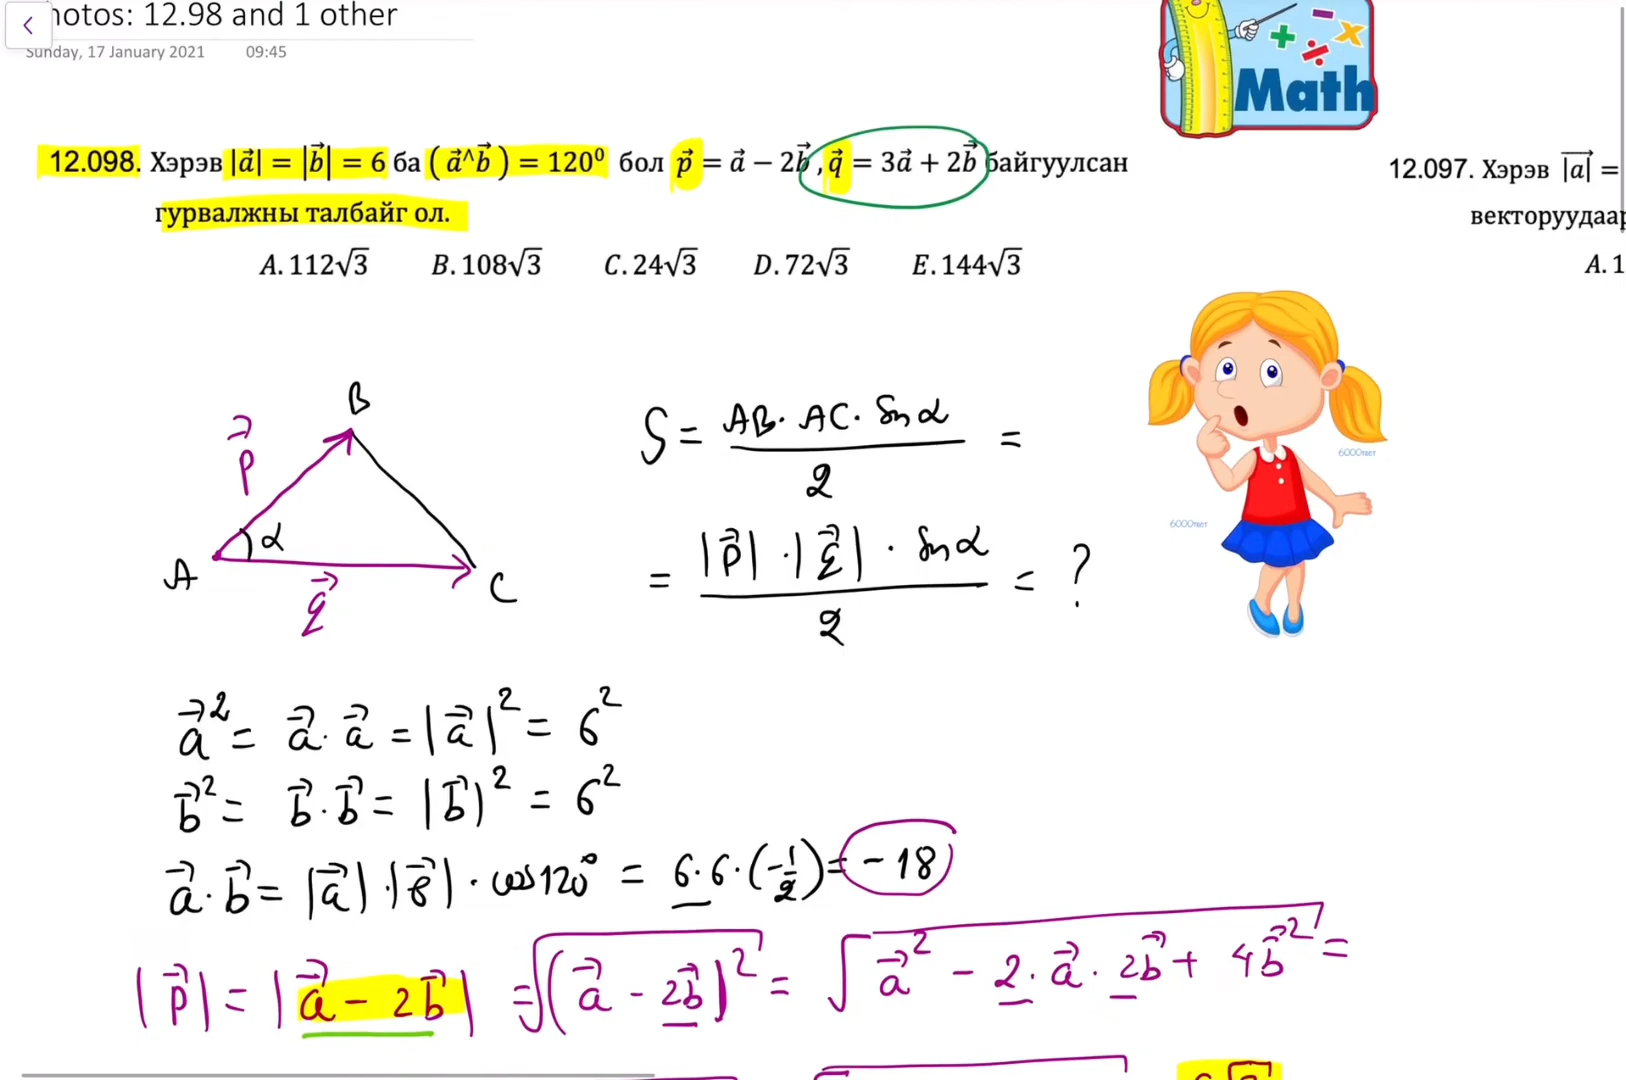 hotos: 12.98 and 1 other
Sunday, 17 January 2021 09:45
Math
12.098. Хэрэв |a⃗| = |b⃗| = 6 ба (a⃗^b⃗) = 120⁰ бол p⃗ = a⃗ − 2b⃗, q⃗ = 3a⃗ + 2b⃗ байгуулсан
гурвалжны талбайг ол.
A. 112√3 B. 108√3 C. 24√3 D. 72√3 E. 144√3
12.097. Хэрэв |a⃗| =
векторуудаар
A. 1
B
p⃗
α
A
q⃗
C
S = AB · AC · Sin α / 2 =
= |p⃗| · |q⃗| · Sin α / 2 = ?
6000тест
6000тест
a⃗² = a⃗ · a⃗ = |a⃗|² = 6²
b⃗² = b⃗ · b⃗ = |b⃗|² = 6²
a⃗ · b⃗ = |a⃗| · |b⃗| · cos 120° = 6 · 6 · (−1/2) = −18
|p⃗| = |a⃗ − 2b⃗| = √(a⃗ − 2b⃗)² = √a⃗² − 2 · a⃗ · 2b⃗ + 4b⃗² =